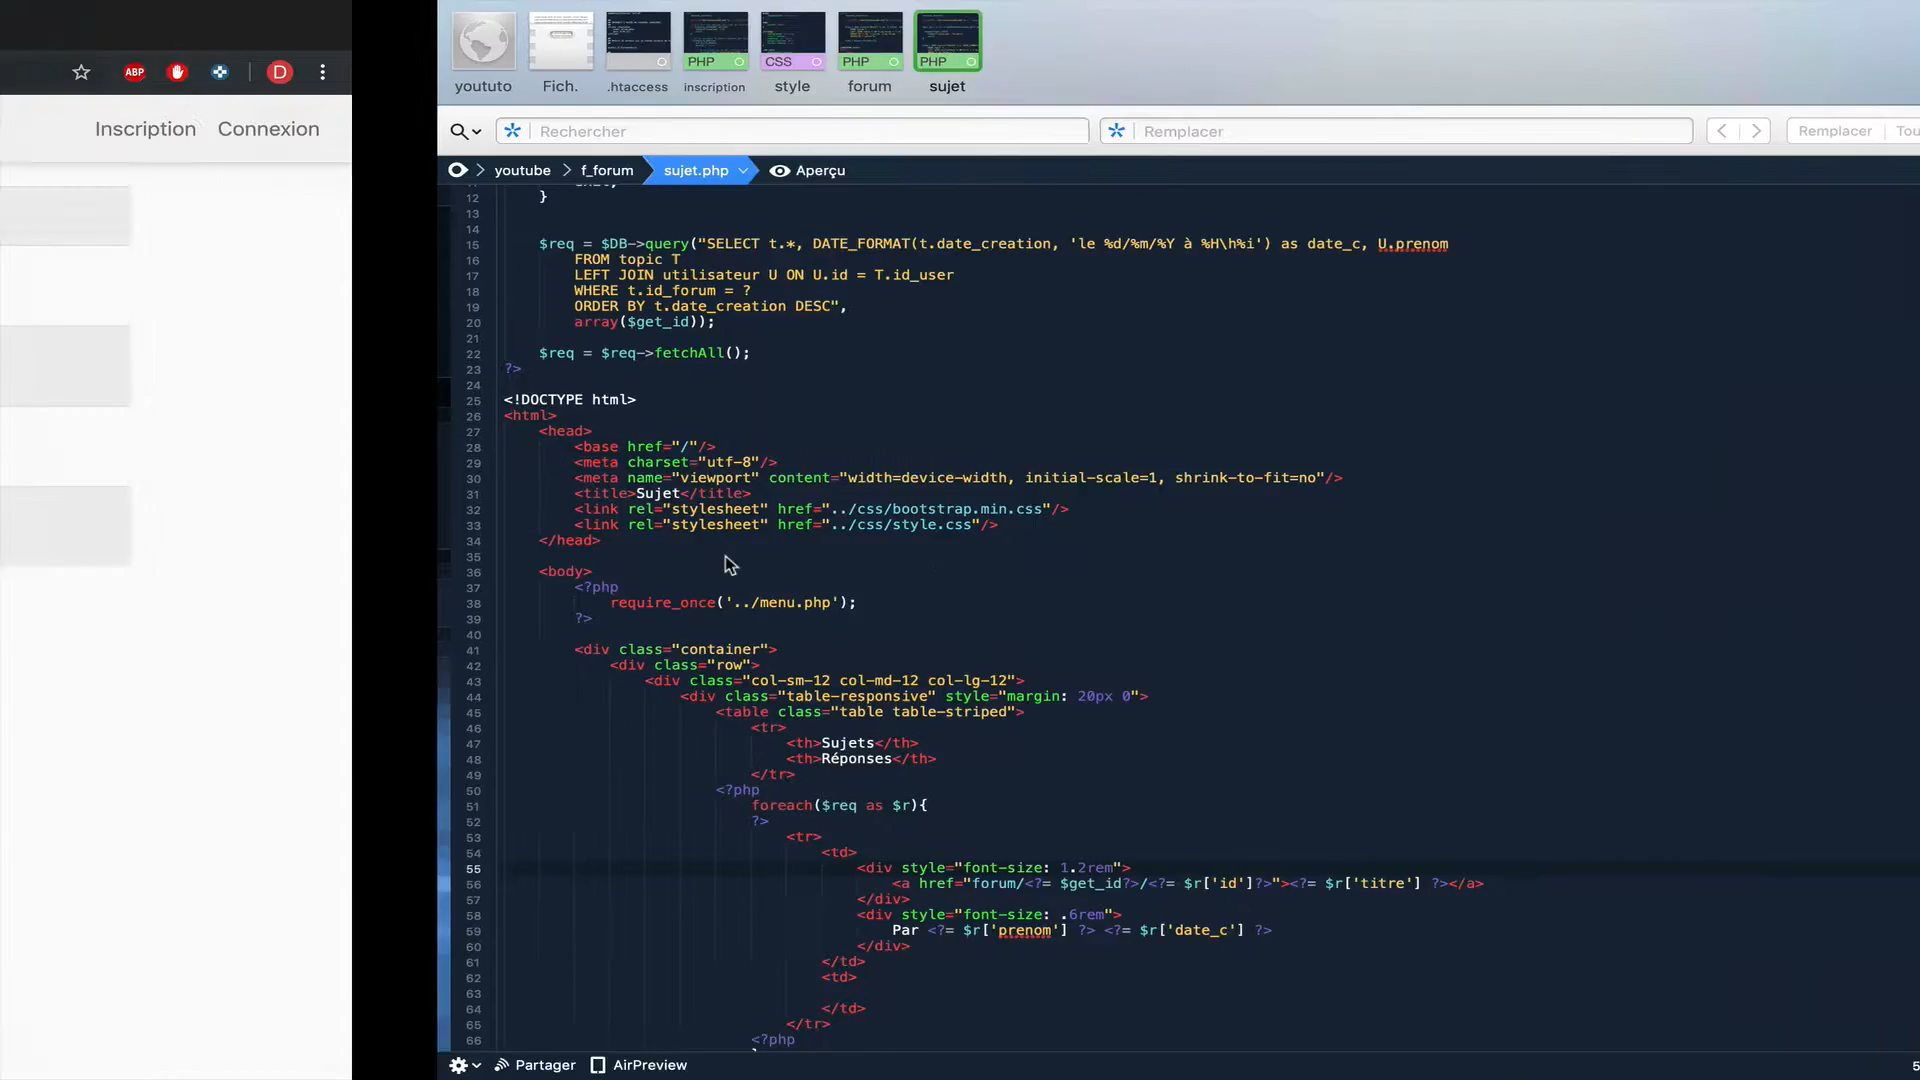 ABP
D
Inscription Connexion
PHP CSS PHP PHP
yoututo Fich. .htaccess inscription style forum sujet
Rechercher Remplacer Remplacer Tou
youtube f_forum sujet.php Aperçu
12 }
13
14
15 $req = $DB->query("SELECT t.*, DATE_FORMAT(t.date_creation, 'le %d/%m/%Y à %H\h%i') as date_c, U.prenom
16 FROM topic T
17 LEFT JOIN utilisateur U ON U.id = T.id_user
18 WHERE t.id_forum = ?
19 ORDER BY t.date_creation DESC",
20 array($get_id));
21
22 $req = $req->fetchAll();
23 ?>
24
25 <!DOCTYPE html>
26 <html>
27 <head>
28 <base href="/"/>
29 <meta charset="utf-8"/>
30 <meta name="viewport" content="width=device-width, initial-scale=1, shrink-to-fit=no"/>
31 <title>Sujet</title>
32 <link rel="stylesheet" href="../css/bootstrap.min.css"/>
33 <link rel="stylesheet" href="../css/style.css"/>
34 </head>
35
36 <body>
37 <?php
38 require_once('../menu.php');
39 ?>
40
41 <div class="container">
42 <div class="row">
43 <div class="col-sm-12 col-md-12 col-lg-12">
44 <div class="table-responsive" style="margin: 20px 0">
45 <table class="table table-striped">
46 <tr>
47 <th>Sujets</th>
48 <th>Réponses</th>
49 </tr>
50 <?php
51 foreach($req as $r){
52 ?>
53 <tr>
54 <td>
55 <div style="font-size: 1.2rem">
56 <a href="forum/<?= $get_id?>/<?= $r['id']?>"><?= $r['titre'] ?></a>
57 </div>
58 <div style="font-size: .6rem">
59 Par <?= $r['prenom'] ?> <?= $r['date_c'] ?>
60 </div>
61 </td>
62 <td>
63
64 </td>
65 </tr>
66 <?php
Partager AirPreview 5